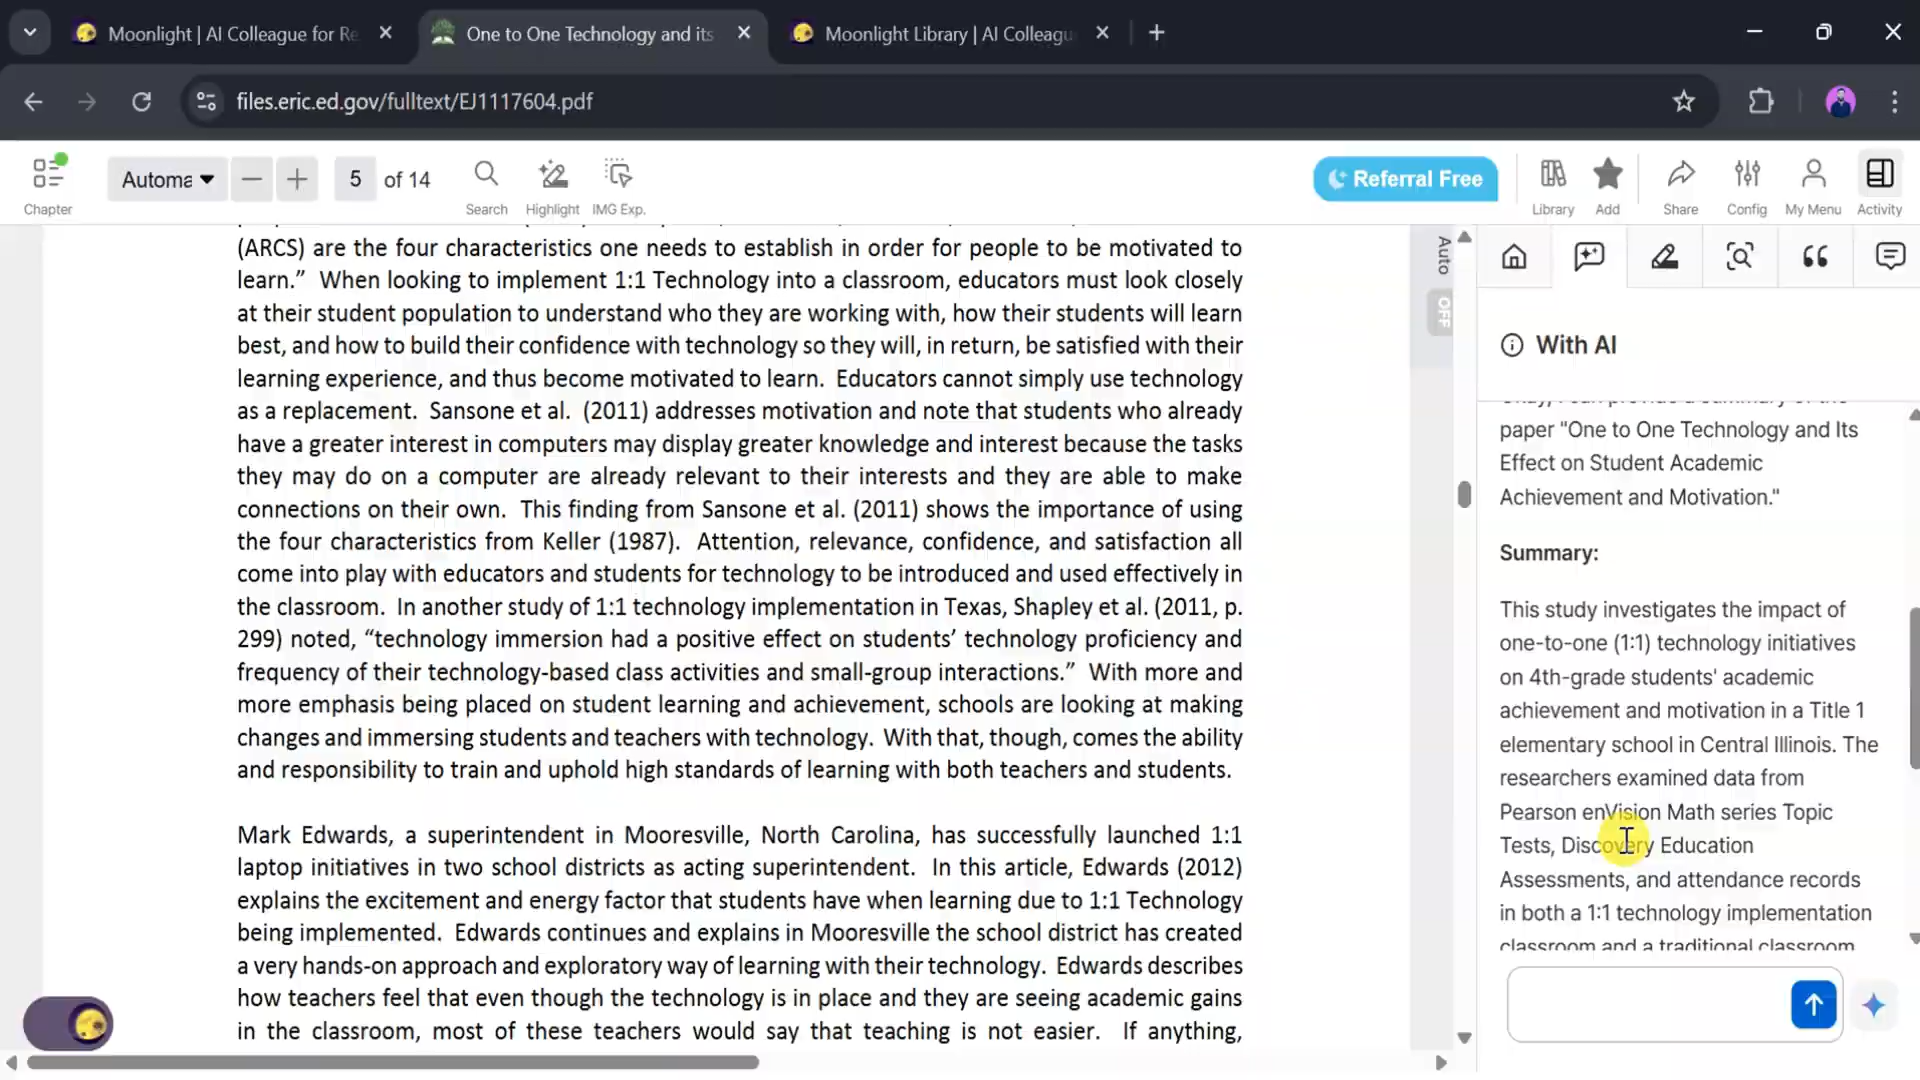 Moonlight | AI Colleague for Re
One to One Technology and its
Moonlight Library | AI Colleagu
files.eric.ed.gov/fulltext/EJ1117604.pdf
Chapter
Automa
5 of 14
Search
Highlight
IMG Exp.
Referral Free
Library
Add
Share
Config
My Menu
Activity
(ARCS) are the four characteristics one needs to establish in order for people to be motivated to
learn.” When looking to implement 1:1 Technology into a classroom, educators must look closely
at their student population to understand who they are working with, how their students will learn
best, and how to build their confidence with technology so they will, in return, be satisfied with their
learning experience, and thus become motivated to learn. Educators cannot simply use technology
as a replacement. Sansone et al. (2011) addresses motivation and note that students who already
have a greater interest in computers may display greater knowledge and interest because the tasks
they may do on a computer are already relevant to their interests and they are able to make
connections on their own. This finding from Sansone et al. (2011) shows the importance of using
the four characteristics from Keller (1987). Attention, relevance, confidence, and satisfaction all
come into play with educators and students for technology to be introduced and used effectively in
the classroom. In another study of 1:1 technology implementation in Texas, Shapley et al. (2011, p.
299) noted, “technology immersion had a positive effect on students’ technology proficiency and
frequency of their technology-based class activities and small-group interactions.” With more and
more emphasis being placed on student learning and achievement, schools are looking at making
changes and immersing students and teachers with technology. With that, though, comes the ability
and responsibility to train and uphold high standards of learning with both teachers and students.
Mark Edwards, a superintendent in Mooresville, North Carolina, has successfully launched 1:1
laptop initiatives in two school districts as acting superintendent. In this article, Edwards (2012)
explains the excitement and energy factor that students have when learning due to 1:1 Technology
being implemented. Edwards continues and explains in Mooresville the school district has created
a very hands-on approach and exploratory way of learning with their technology. Edwards describes
how teachers feel that even though the technology is in place and they are seeing academic gains
in the classroom, most of these teachers would say that teaching is not easier. If anything,
Auto
OFF
With AI
Okay, I can provide a summary of the
paper "One to One Technology and Its
Effect on Student Academic
Achievement and Motivation."
Summary:
This study investigates the impact of
one-to-one (1:1) technology initiatives
on 4th-grade students' academic
achievement and motivation in a Title 1
elementary school in Central Illinois. The
researchers examined data from
Pearson enVision Math series Topic
Tests, Discovery Education
Assessments, and attendance records
in both a 1:1 technology implementation
classroom and a traditional classroom